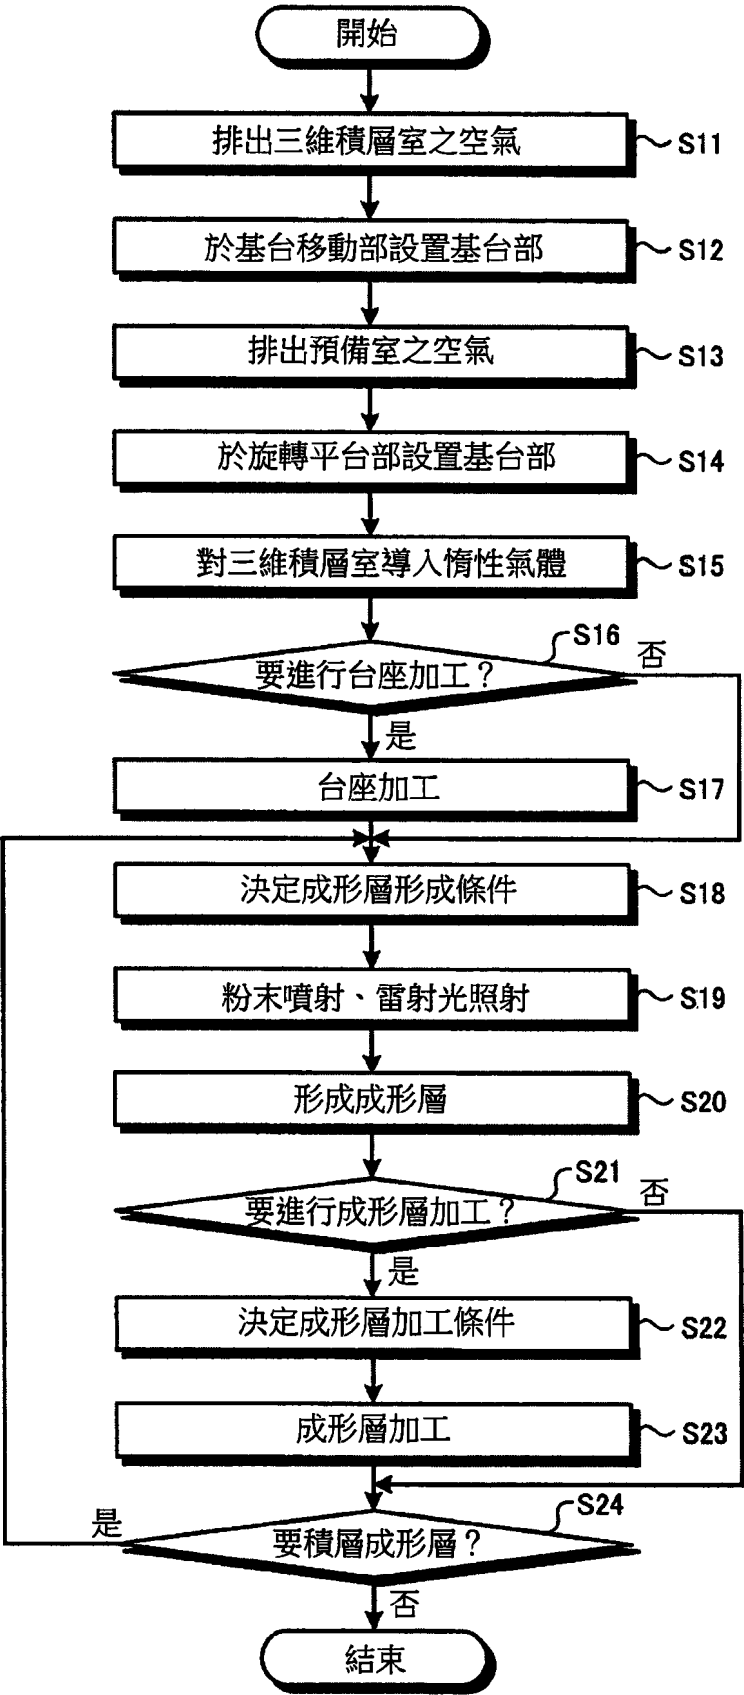 開始
排出三維積層室之空氣
S11
於基台移動部設置基台部
S12
排出預備室之空氣
S13
於旋轉平台部設置基台部
S14
對三維積層室導入惰性氣體
S15
S16
要進行台座加工？
否
是
台座加工
S17
決定成形層形成條件
S18
粉末噴射、雷射光照射
S19
形成成形層
S20
S21
要進行成形層加工？
否
是
決定成形層加工條件
S22
成形層加工
S23
S24
要積層成形層？
是
否
結束